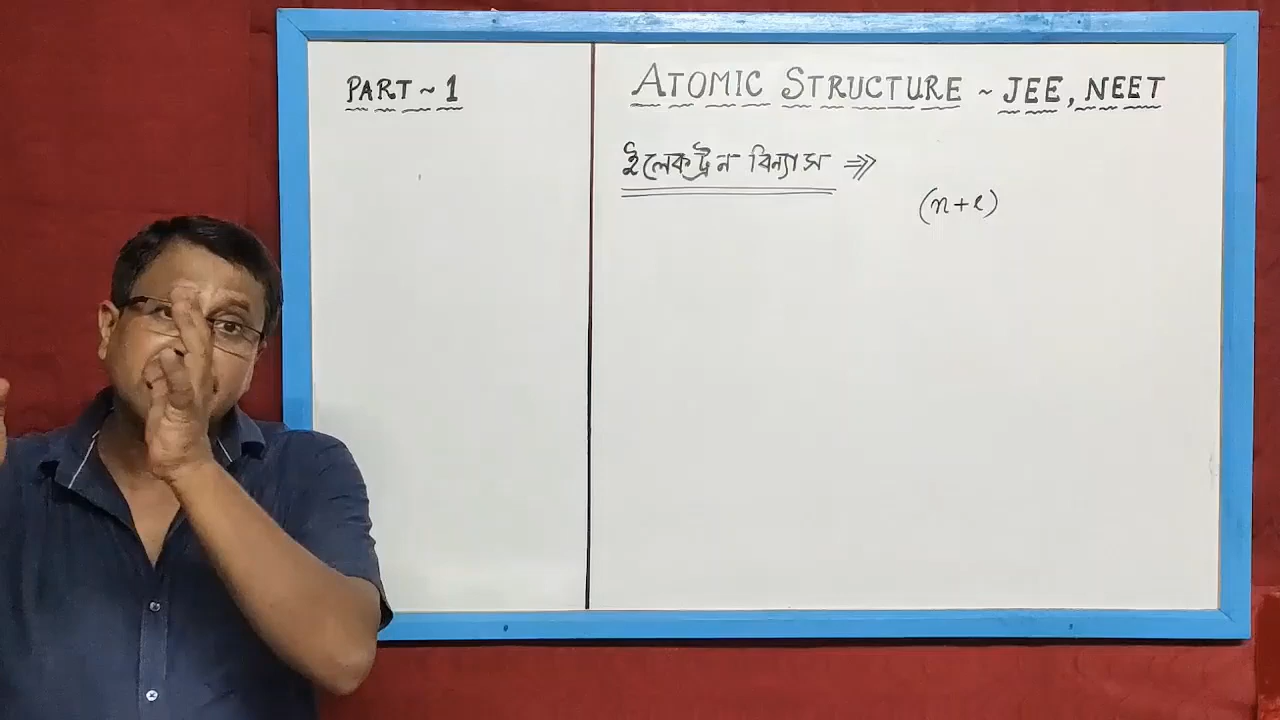 PART ~ 1
ATOMIC STRUCTURE ~ JEE, NEET
ইলেকট্রন বিন্যাস ⇒>
(n+l)